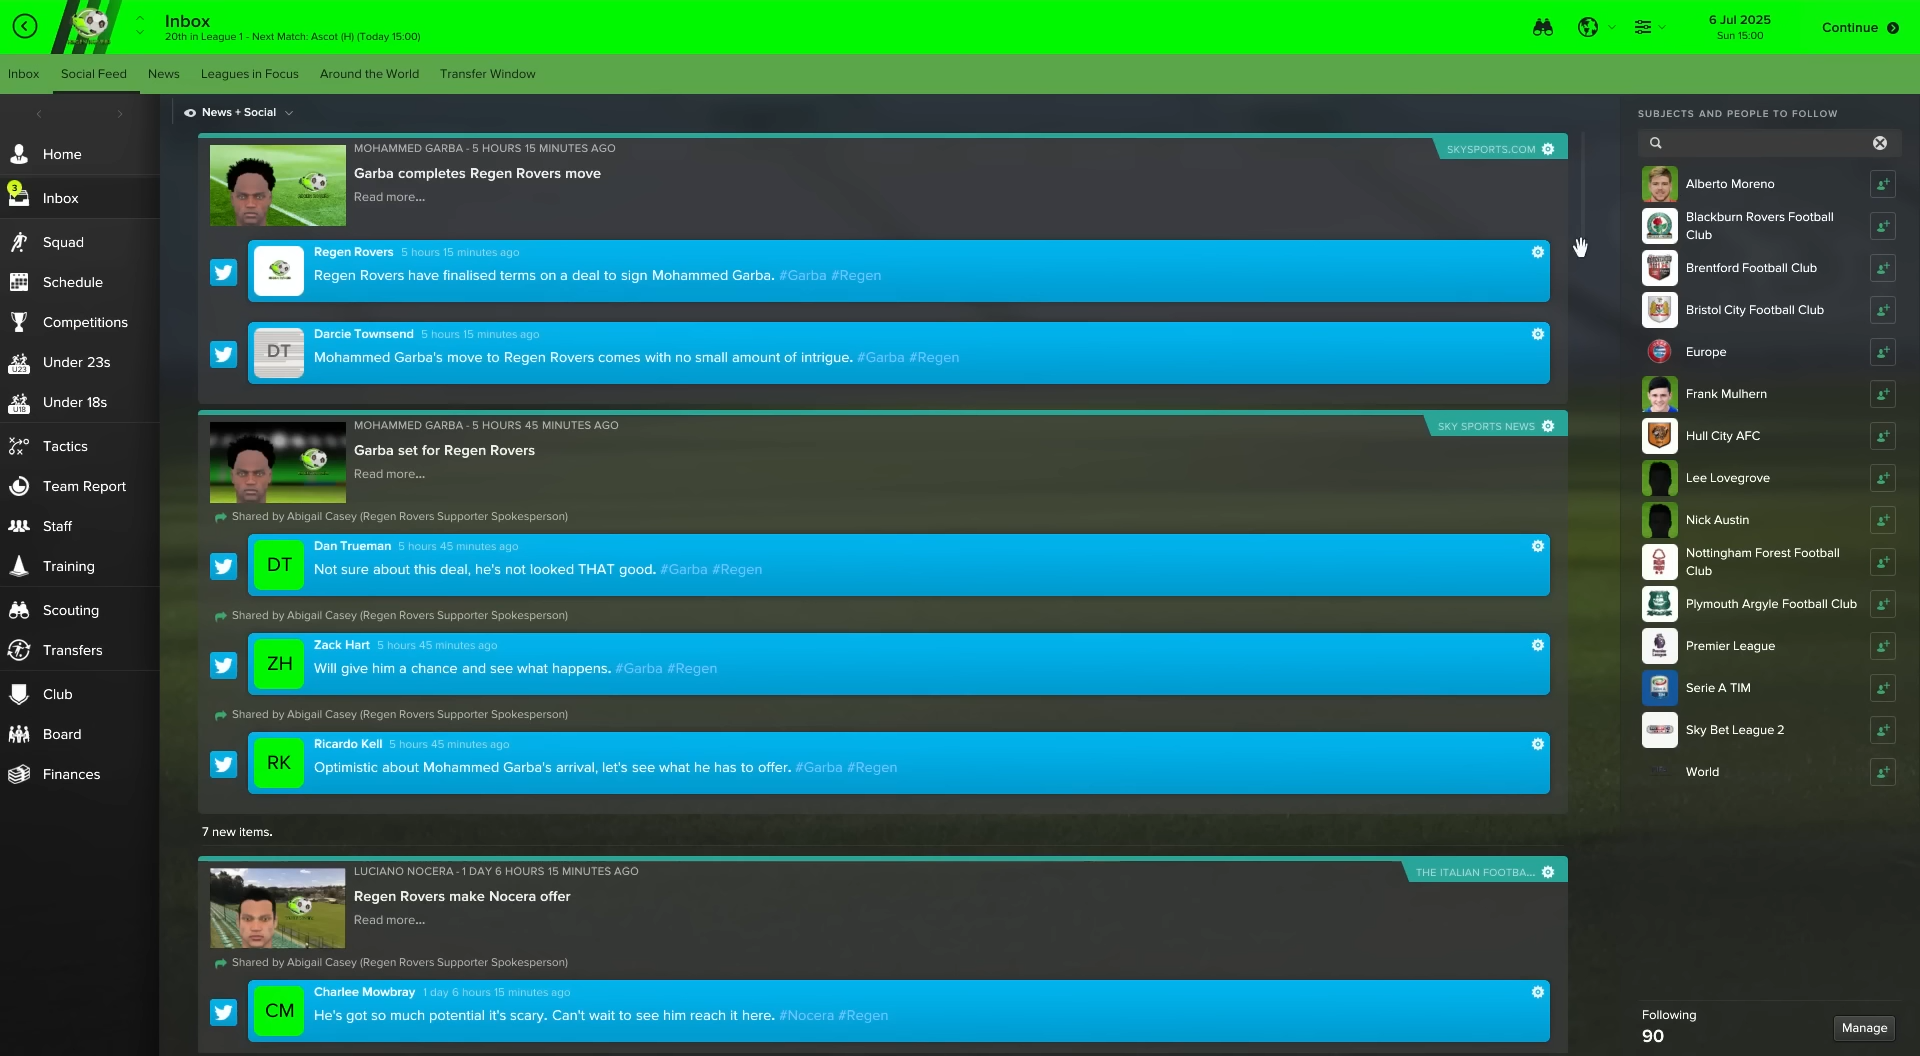 Inbox
20th in League 1 - Next Match: Ascot (H) (Today 15:00)
6 Jul 2025
Sun 15:00
Continue
Inbox
Social Feed
News
Leagues in Focus
Around the World
Transfer Window
3
Home
Inbox
Squad
Schedule
Competitions
U23
Under 23s
U18
Under 18s
Tactics
Team Report
Staff
Training
Scouting
Transfers
Club
Board
Finances
News + Social
MOHAMMED GARBA - 5 HOURS 15 MINUTES AGO
SKYSPORTS.COM
Garba completes Regen Rovers move
Read more...
Regen Rovers 5 hours 15 minutes ago
Regen Rovers have finalised terms on a deal to sign Mohammed Garba. #Garba #Regen
DT
Darcie Townsend 5 hours 15 minutes ago
Mohammed Garba's move to Regen Rovers comes with no small amount of intrigue. #Garba #Regen
MOHAMMED GARBA - 5 HOURS 45 MINUTES AGO
SKY SPORTS NEWS
Garba set for Regen Rovers
Read more...
Shared by Abigail Casey (Regen Rovers Supporter Spokesperson)
DT
Dan Trueman 5 hours 45 minutes ago
Not sure about this deal, he's not looked THAT good. #Garba #Regen
Shared by Abigail Casey (Regen Rovers Supporter Spokesperson)
ZH
Zack Hart 5 hours 45 minutes ago
Will give him a chance and see what happens. #Garba #Regen
Shared by Abigail Casey (Regen Rovers Supporter Spokesperson)
RK
Ricardo Kell 5 hours 45 minutes ago
Optimistic about Mohammed Garba's arrival, let's see what he has to offer. #Garba #Regen
7 new items.
LUCIANO NOCERA - 1 DAY 6 HOURS 15 MINUTES AGO
THE ITALIAN FOOTBA...
Regen Rovers make Nocera offer
Read more...
Shared by Abigail Casey (Regen Rovers Supporter Spokesperson)
CM
Charlee Mowbray 1 day 6 hours 15 minutes ago
He's got so much potential it's scary. Can't wait to see him reach it here. #Nocera #Regen
SUBJECTS AND PEOPLE TO FOLLOW
Alberto Moreno
Blackburn Rovers Football
Club
Brentford Football Club
Bristol City Football Club
Europe
Frank Mulhern
Hull City AFC
Lee Lovegrove
Nick Austin
Nottingham Forest Football
Club
Plymouth Argyle Football Club
Premier League
Serie A TIM
Sky Bet League 2
World
Following
90
Manage